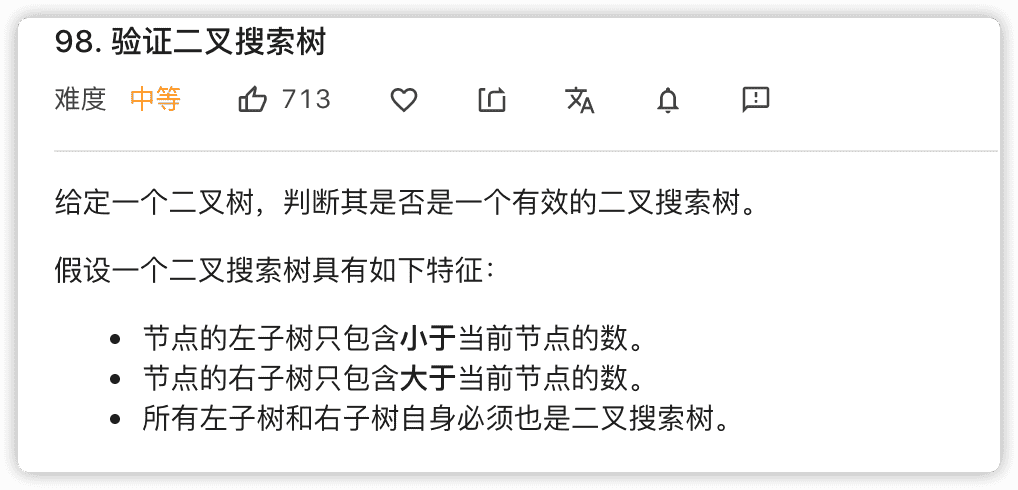 98. 验证二叉搜索树
难度 中等 713
给定一个二叉树，判断其是否是一个有效的二叉搜索树。
假设一个二叉搜索树具有如下特征：
• 节点的左子树只包含小于当前节点的数。
• 节点的右子树只包含大于当前节点的数。
• 所有左子树和右子树自身必须也是二叉搜索树。